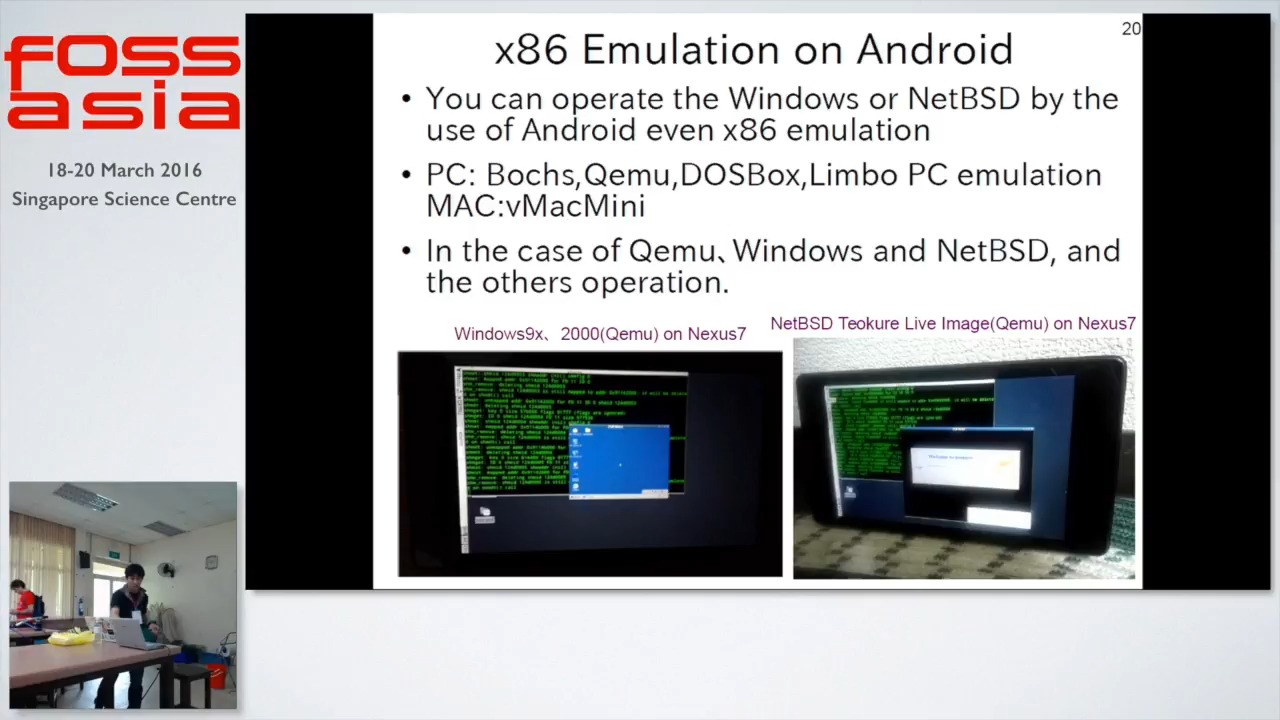 fOSS
asia
18-20 March 2016
Singapore Science Centre
20
x86 Emulation on Android
• You can operate the Windows or NetBSD by the
use of Android even x86 emulation
• PC: Bochs,Qemu,DOSBox,Limbo PC emulation
MAC:vMacMini
• In the case of Qemu、Windows and NetBSD, and
the others operation.
Windows9x、2000(Qemu) on Nexus7
NetBSD Teokure Live Image(Qemu) on Nexus7